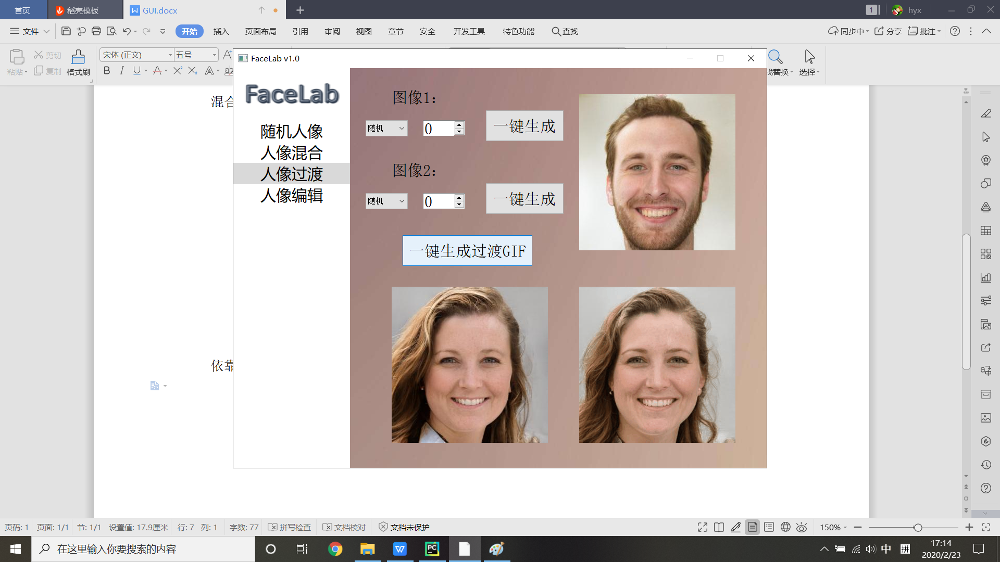 首页
稻壳模板
GUI.docx
1
hyx
文件
开始
插入
页面布局
引用
审阅
视图
章节
安全
开发工具
特色功能
查找
同步中
分享
批注
粘贴
剪切
复制
格式刷
宋体 (正文)
五号
找替换
选择
混合
依靠
FaceLab v1.0
FaceLab
随机人像
人像混合
人像过渡
人像编辑
图像1:
随机
0
一键生成
图像2:
随机
0
一键生成
一键生成过渡GIF
页码: 1
页面: 1/1
节: 1/1
设置值: 17.9厘米
行: 7
列: 1
字数: 77
拼写检查
文档校对
文档未保护
150%
在这里输入你要搜索的内容
中
拼
17:14
2020/2/23